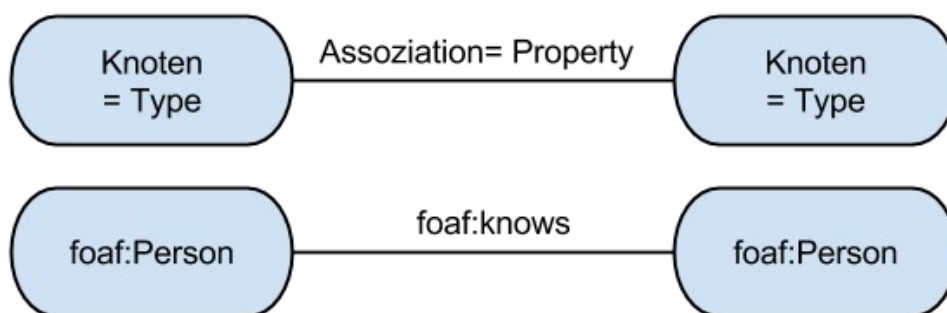 Knoten
= Type
Assoziation= Property
Knoten
= Type
foaf:Person
foaf:knows
foaf:Person